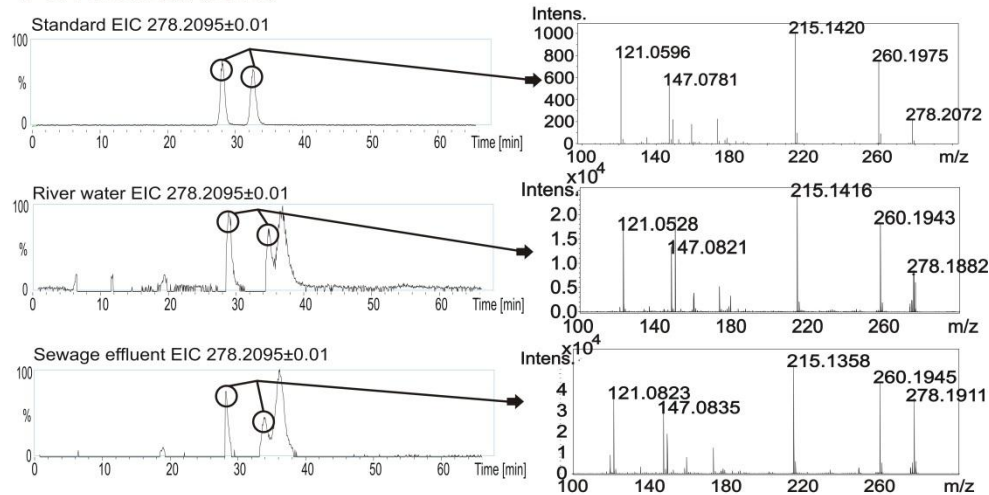 Standard EIC 278.2095±0.01
100
%
0
0 10 20 30 40 50 60 Time [min]
Intens.
1000
800
600
400
200
0
121.0596
147.0781
215.1420
260.1975
278.2072
100 140 180 220 260 m/z
River water EIC 278.2095±0.01
100
%
0
0 10 20 30 40 50 60 Time [min]
x10^4
Intens.
2.0
1.5
1.0
0.5
0.0
121.0528
147.0821
215.1416
260.1943
278.1882
100 140 180 220 260 m/z
Sewage effluent EIC 278.2095±0.01
100
%
0
0 10 20 30 40 50 60 Time [min]
x10^4
Intens.
4
3
2
1
0
121.0823
147.0835
215.1358
260.1945
278.1911
100 140 180 220 260 m/z